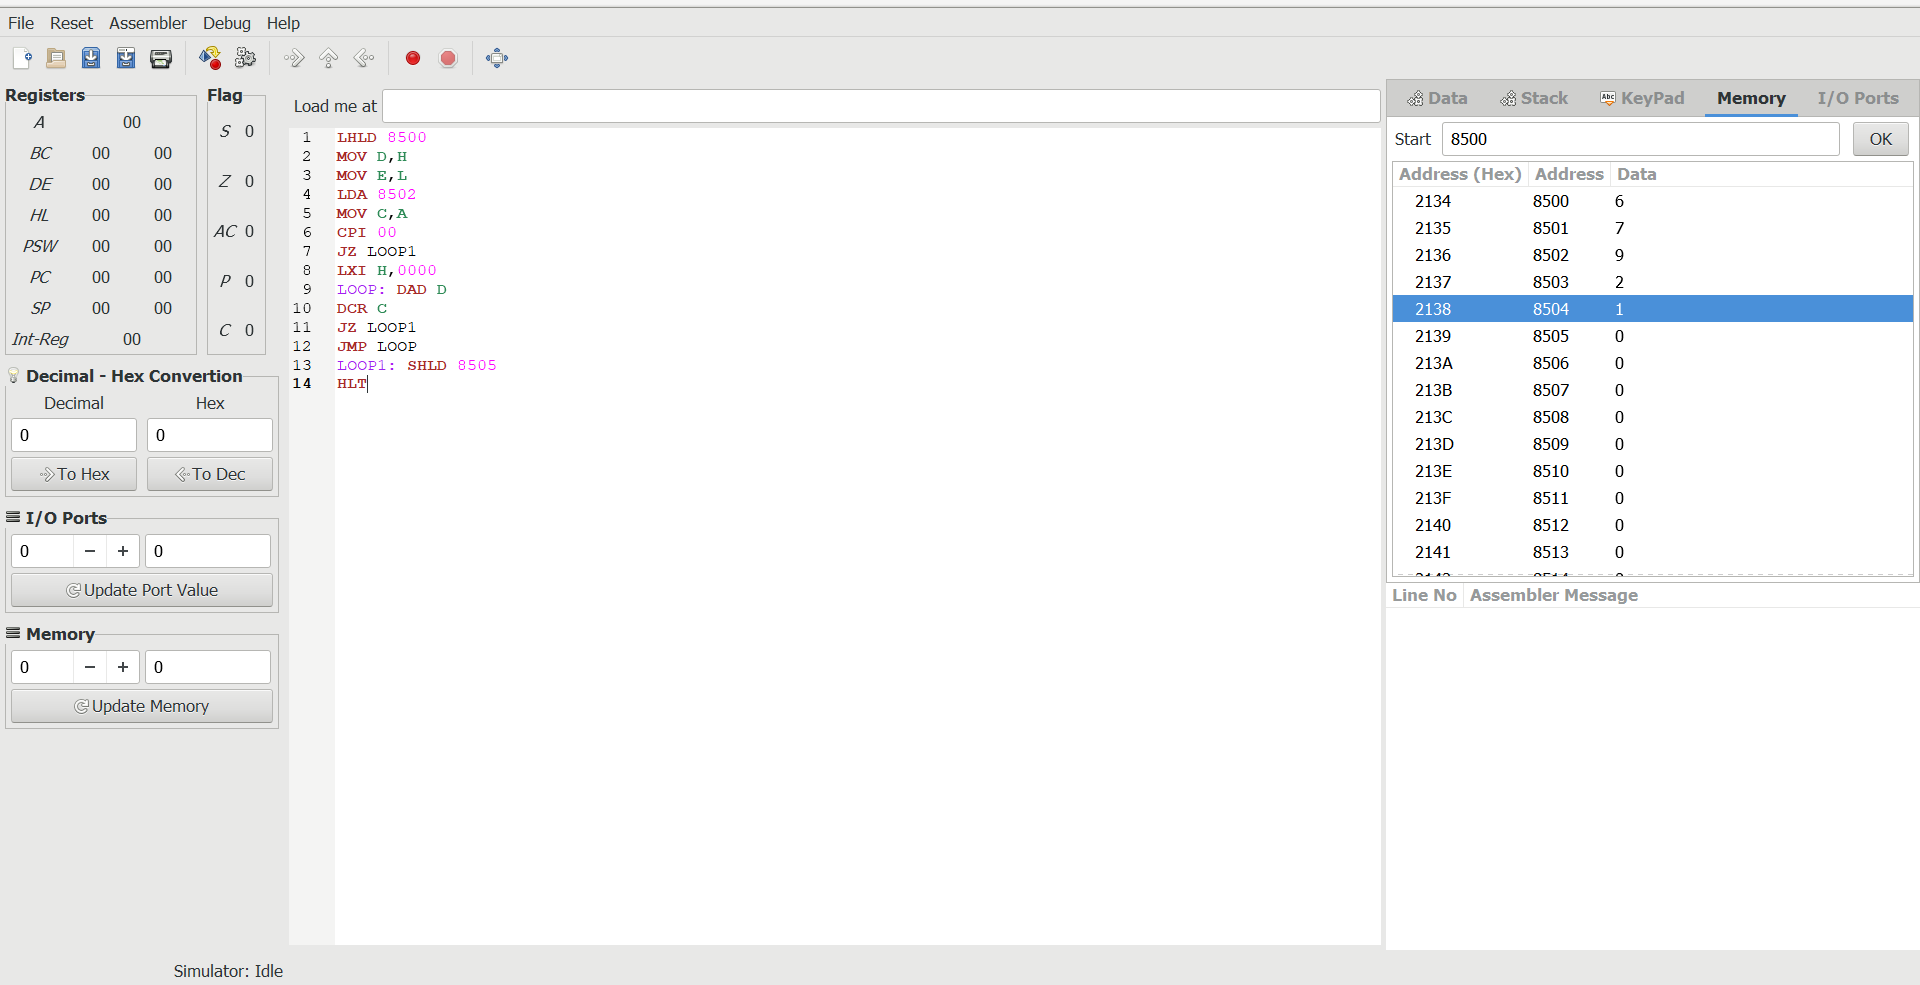 File Reset Assembler Debug Help
Registers
A 00
BC 00 00
DE 00 00
HL 00 00
PSW 00 00
PC 00 00
SP 00 00
Int-Reg 00
Flag
S 0
Z 0
AC 0
P 0
C 0
Decimal - Hex Convertion
Decimal Hex
0 0
To Hex To Dec
I/O Ports
0 − + 0
Update Port Value
Memory
0 − + 0
Update Memory
Load me at
1 LHLD 8500
2 MOV D,H
3 MOV E,L
4 LDA 8502
5 MOV C,A
6 CPI 00
7 JZ LOOP1
8 LXI H,0000
9 LOOP: DAD D
10 DCR C
11 JZ LOOP1
12 JMP LOOP
13 LOOP1: SHLD 8505
14 HLT
Data Stack Abc KeyPad Memory I/O Ports
Start 8500 OK
Address (Hex) Address Data
2134 8500 6
2135 8501 7
2136 8502 9
2137 8503 2
2138 8504 1
2139 8505 0
213A 8506 0
213B 8507 0
213C 8508 0
213D 8509 0
213E 8510 0
213F 8511 0
2140 8512 0
2141 8513 0
Line No Assembler Message
Simulator: Idle